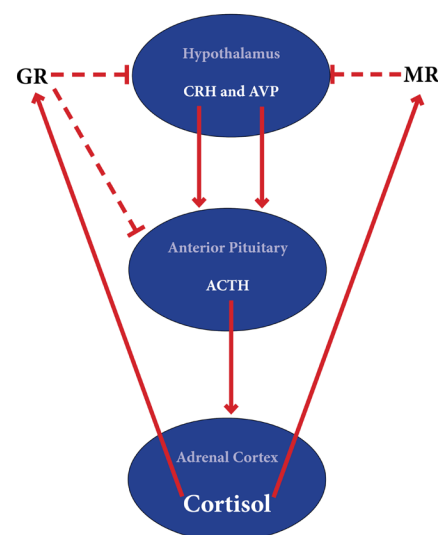 Hypothalamus
GR
MR
CRH and AVP
Anterior Pituitary
ACTH
Adrenal Cortex
Cortisol